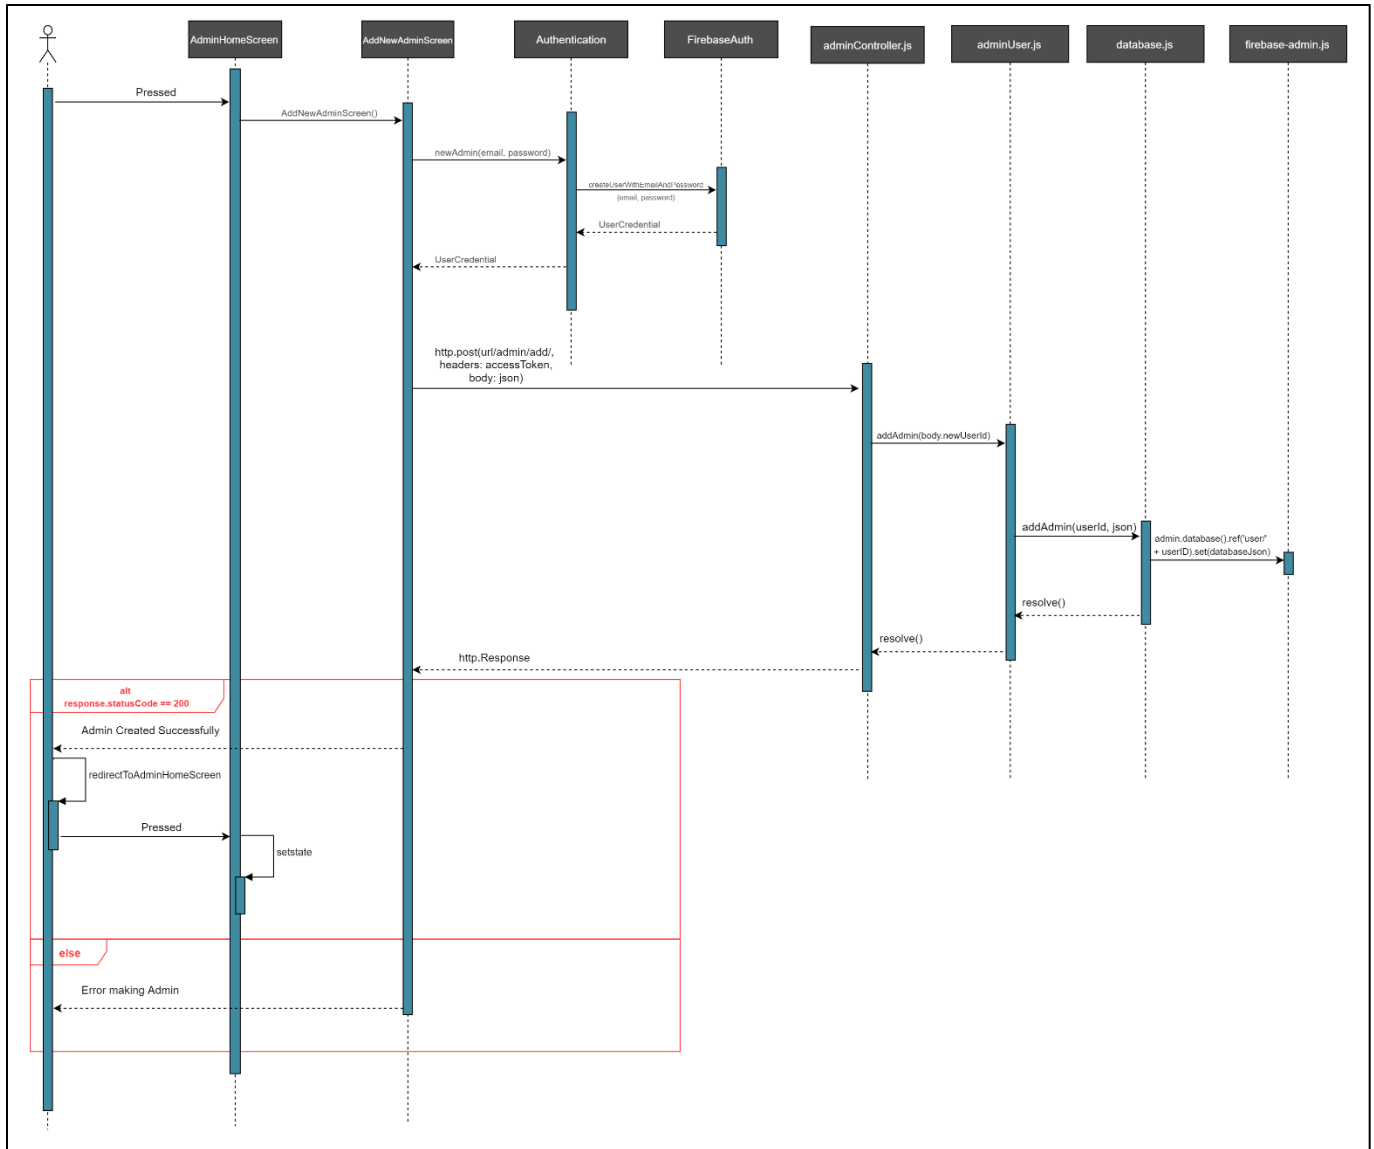 AdminHomeScreen
AddNewAdminScreen
Authentication
FirebaseAuth
adminController.js
adminUser.js
database.js
firebase-admin.js
Pressed
AddNewAdminScreen()
newAdmin(email, password)
createUserWithEmailAndPassword
(email, password)
UserCredential
UserCredential
http.post(url/admin/add/,
headers: accessToken,
body: json)
addAdmin(body.newUserId)
addAdmin(userId, json)
admin.database().ref("user/"
+ userID).set(databaseJson)
resolve()
resolve()
http.Response
alt
response.statusCode == 200
Admin Created Successfully
redirectToAdminHomeScreen
Pressed
setstate
else
Error making Admin